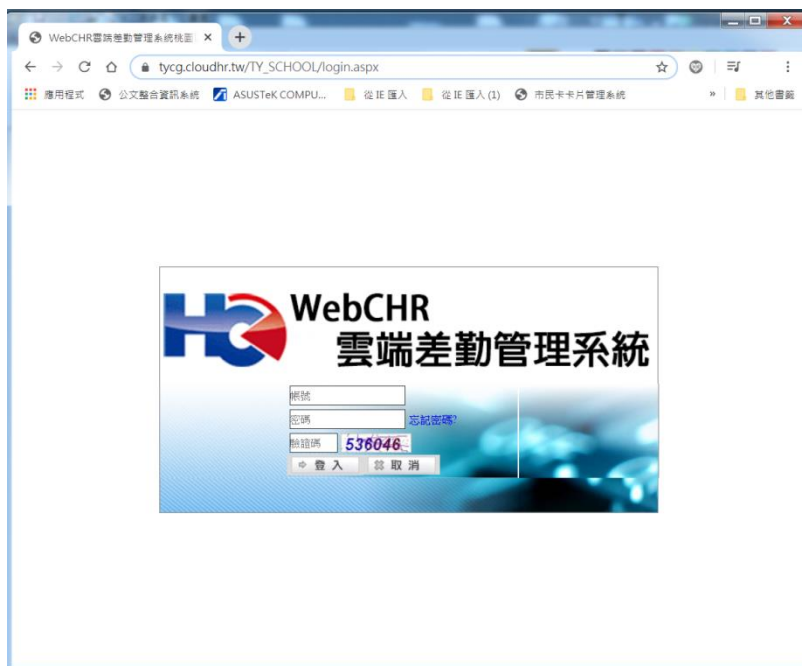 WebCHR雲端差勤管理系統桃園
tycg.cloudhr.tw/TY_SCHOOL/login.aspx
應用程式 公文整合資訊系統 ASUSTeK COMPU... 從 IE 匯入 從 IE 匯入 (1) 市民卡卡片管理系統 » 其他書籤
HC WebCHR
雲端差勤管理系統
帳號
密碼 忘記密碼?
驗證碼 536046
登入 取消